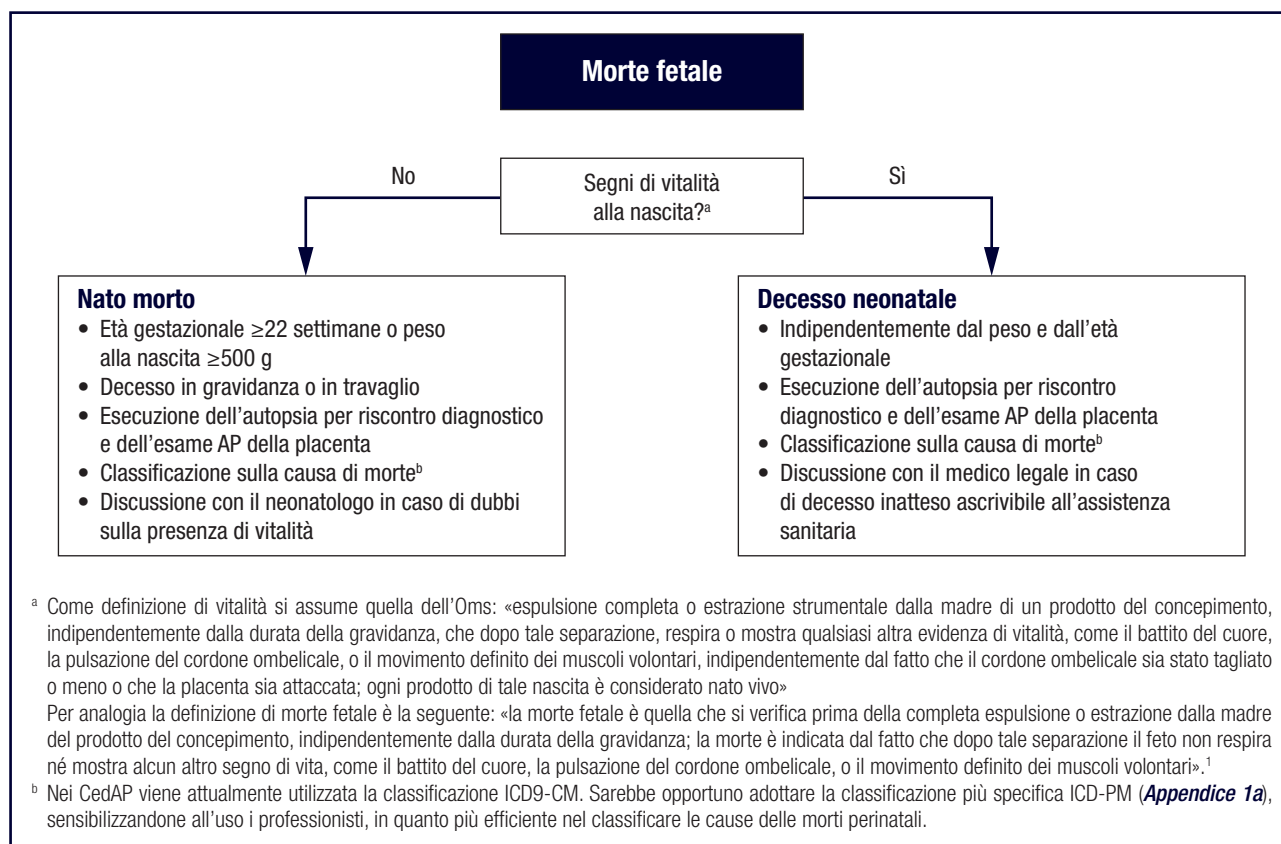 Morte fetale
No
Segni di vitalità
alla nascita?ª
Sì
Nato morto
• Età gestazionale ≥22 settimane o peso
alla nascita ≥500 g
• Decesso in gravidanza o in travaglio
• Esecuzione dell'autopsia per riscontro diagnostico
e dell'esame AP della placenta
• Classificazione sulla causa di morteᵇ
• Discussione con il neonatologo in caso di dubbi
sulla presenza di vitalità
Decesso neonatale
• Indipendentemente dal peso e dall'età
gestazionale
• Esecuzione dell'autopsia per riscontro
diagnostico e dell'esame AP della placenta
• Classificazione sulla causa di morteᵇ
• Discussione con il medico legale in caso
di decesso inatteso ascrivibile all'assistenza
sanitaria
ª Come definizione di vitalità si assume quella dell'Oms: «espulsione completa o estrazione strumentale dalla madre di un prodotto del concepimento,
indipendentemente dalla durata della gravidanza, che dopo tale separazione, respira o mostra qualsiasi altra evidenza di vitalità, come il battito del cuore,
la pulsazione del cordone ombelicale, o il movimento definito dei muscoli volontari, indipendentemente dal fatto che il cordone ombelicale sia stato tagliato
o meno o che la placenta sia attaccata; ogni prodotto di tale nascita è considerato nato vivo»
Per analogia la definizione di morte fetale è la seguente: «la morte fetale è quella che si verifica prima della completa espulsione o estrazione dalla madre
del prodotto del concepimento, indipendentemente dalla durata della gravidanza; la morte è indicata dal fatto che dopo tale separazione il feto non respira
né mostra alcun altro segno di vita, come il battito del cuore, la pulsazione del cordone ombelicale, o il movimento definito dei muscoli volontari».¹
ᵇ Nei CedAP viene attualmente utilizzata la classificazione ICD9-CM. Sarebbe opportuno adottare la classificazione più specifica ICD-PM (Appendice 1a),
sensibilizzandone all'uso i professionisti, in quanto più efficiente nel classificare le cause delle morti perinatali.